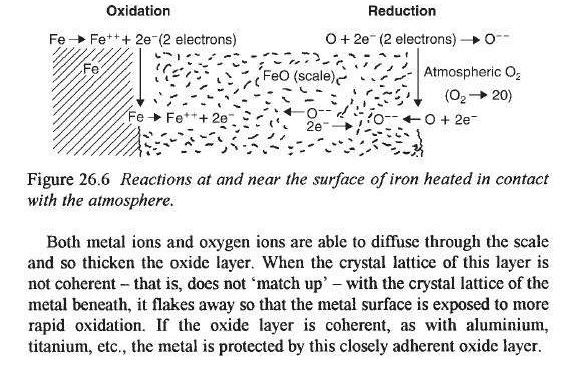 Oxidation Reduction
Fe → Fe⁺⁺ + 2e⁻ (2 electrons) O + 2e⁻ (2 electrons) → O⁻⁻
Fe FeO (scale) Atmospheric O₂
(O₂ → 20)
Fe → Fe⁺⁺ + 2e⁻ O⁻⁻ O⁻⁻ ← O + 2e⁻
2e⁻
Figure 26.6 Reactions at and near the surface of iron heated in contact
with the atmosphere.
Both metal ions and oxygen ions are able to diffuse through the scale
and so thicken the oxide layer. When the crystal lattice of this layer is
not coherent – that is, does not ‘match up’ – with the crystal lattice of the
metal beneath, it flakes away so that the metal surface is exposed to more
rapid oxidation. If the oxide layer is coherent, as with aluminium,
titanium, etc., the metal is protected by this closely adherent oxide layer.